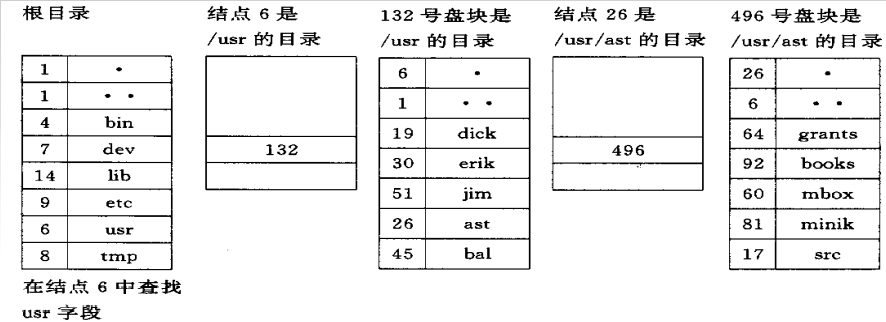 根目录
1 •
1 • •
4 bin
7 dev
14 lib
9 etc
6 usr
8 tmp
在结点 6 中查找
usr 字段
结点 6 是
/usr 的目录
132
132 号盘块是
/usr 的目录
6 •
1 • •
19 dick
30 erik
51 jim
26 ast
45 bal
结点 26 是
/usr/ast 的目录
496
496 号盘块是
/usr/ast 的目录
26 •
6 • •
64 grants
92 books
60 mbox
81 minik
17 src